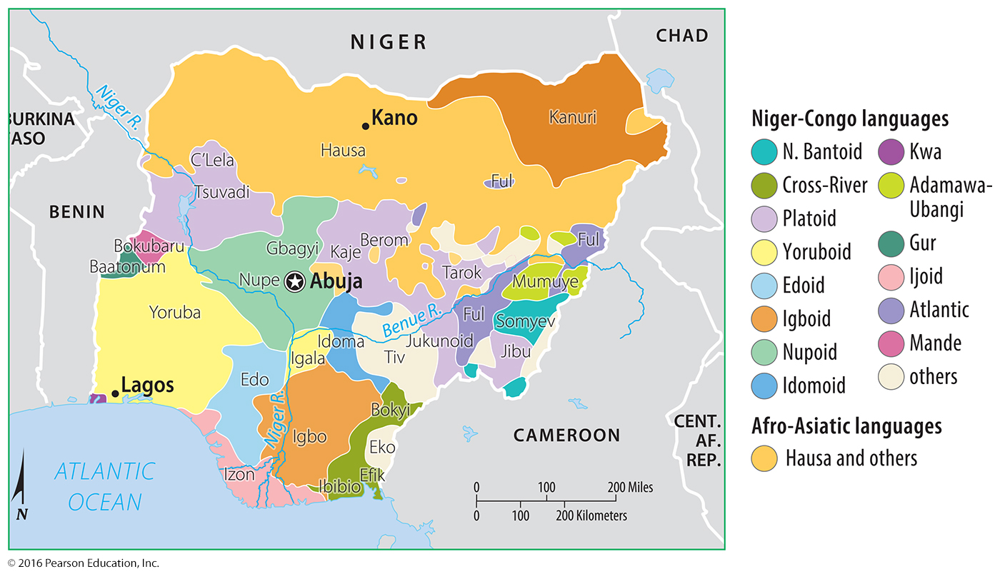 NIGER
CHAD
Niger R.
BURKINA
FASO
Kano
Kanuri
Hausa
C'Lela
Ful
Tsuvadi
BENIN
Berom
Ful
Bokubaru
Gbagyi
Kaje
Baatonum
Tarok
Nupe
Abuja
Mumuye
Yoruba
Benue R.
Ful
Somyev
Idoma
Jukunoid
Igala
Tiv
Jibu
Edo
Lagos
Niger R.
Bokyi
CENT.
AF.
REP.
CAMEROON
Igbo
Eko
ATLANTIC
OCEAN
Izon
Efik
Ibibio
N
0 100 200 Miles
0 100 200 Kilometers
Niger-Congo languages
N. Bantoid
Cross-River
Platoid
Yoruboid
Edoid
Igboid
Nupoid
Idomoid
Kwa
Adamawa-
Ubangi
Gur
Ijoid
Atlantic
Mande
others
Afro-Asiatic languages
Hausa and others
© 2016 Pearson Education, Inc.